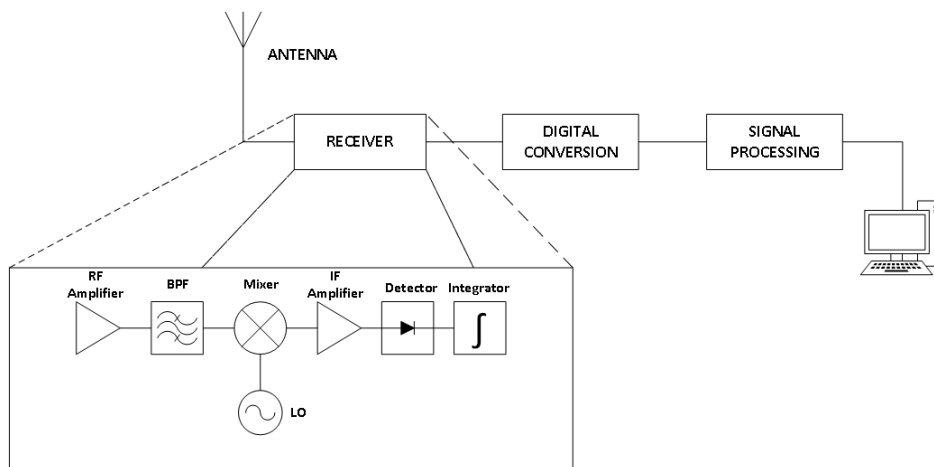 ANTENNA
RECEIVER
DIGITAL
CONVERSION
SIGNAL
PROCESSING
RF
Amplifier
BPF
Mixer
IF
Amplifier
Detector
Integrator
∫
LO